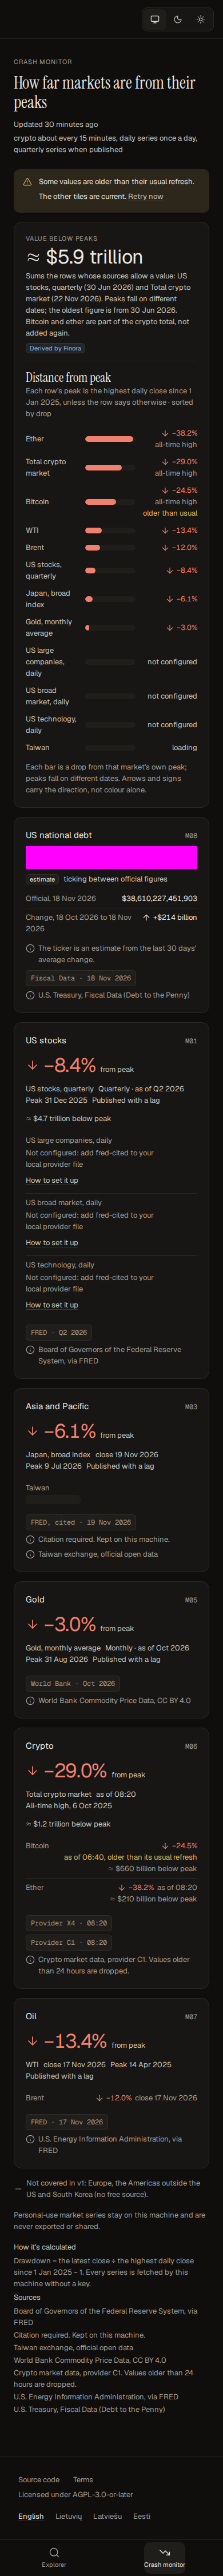 CRASH MONITOR
How far markets are from their
peaks
Updated 30 minutes ago
crypto about every 15 minutes, daily series once a day,
quarterly series when published
Some values are older than their usual refresh.
The other tiles are current. Retry now
VALUE BELOW PEAKS
≈ $5.9 trillion
Sums the rows whose sources allow a value: US
stocks, quarterly (30 Jun 2026) and Total crypto
market (22 Nov 2026). Peaks fall on different
dates; the oldest figure is from 30 Jun 2026.
Bitcoin and ether are part of the crypto total, not
added again.
Derived by Finora
Distance from peak
Each row's peak is the highest daily close since 1
Jan 2025, unless the row says otherwise · sorted
by drop
Ether
↓ −38.2%
all-time high
Total crypto
market
↓ −29.0%
all-time high
Bitcoin
↓ −24.5%
all-time high
older than usual
WTI
↓ −13.4%
Brent
↓ −12.0%
US stocks,
quarterly
↓ −8.4%
Japan, broad
index
↓ −6.1%
Gold, monthly
average
↓ −3.0%
US large
companies,
daily
not configured
US broad
market, daily
not configured
US technology,
daily
not configured
Taiwan
loading
Each bar is a drop from that market's own peak;
peaks fall on different dates. Arrows and signs
carry the direction, not colour alone.
US national debt M08
estimate ticking between official figures
Official, 18 Nov 2026 $38,610,227,451,903
Change, 18 Oct 2026 to 18 Nov
2026
↑ +$214 billion
The ticker is an estimate from the last 30 days'
average change.
Fiscal Data · 18 Nov 2026
U.S. Treasury, Fiscal Data (Debt to the Penny)
US stocks M01
↓ −8.4% from peak
US stocks, quarterly Quarterly · as of Q2 2026
Peak 31 Dec 2025 Published with a lag
≈ $4.7 trillion below peak
US large companies, daily
Not configured: add fred-cited to your
local provider file
How to set it up
US broad market, daily
Not configured: add fred-cited to your
local provider file
How to set it up
US technology, daily
Not configured: add fred-cited to your
local provider file
How to set it up
FRED · Q2 2026
Board of Governors of the Federal Reserve
System, via FRED
Asia and Pacific M03
↓ −6.1% from peak
Japan, broad index close 19 Nov 2026
Peak 9 Jul 2026 Published with a lag
Taiwan
FRED, cited · 19 Nov 2026
Citation required. Kept on this machine.
Taiwan exchange, official open data
Gold M05
↓ −3.0% from peak
Gold, monthly average Monthly · as of Oct 2026
Peak 31 Aug 2026 Published with a lag
World Bank · Oct 2026
World Bank Commodity Price Data, CC BY 4.0
Crypto M06
↓ −29.0% from peak
Total crypto market as of 08:20
All-time high, 6 Oct 2025
≈ $1.2 trillion below peak
Bitcoin ↓ −24.5%
as of 06:40, older than its usual refresh
≈ $660 billion below peak
Ether ↓ −38.2% as of 08:20
≈ $210 billion below peak
Provider X4 · 08:20
Provider C1 · 08:20
Crypto market data, provider C1. Values older
than 24 hours are dropped.
Oil M07
↓ −13.4% from peak
WTI close 17 Nov 2026 Peak 14 Apr 2025
Published with a lag
Brent ↓ −12.0% close 17 Nov 2026
FRED · 17 Nov 2026
U.S. Energy Information Administration, via
FRED
Not covered in v1: Europe, the Americas outside the
US and South Korea (no free source).
Personal-use market series stay on this machine and are
never exported or shared.
How it's calculated
Drawdown = the latest close ÷ the highest daily close
since 1 Jan 2025 − 1. Every series is fetched by this
machine without a key.
Sources
Board of Governors of the Federal Reserve System, via
FRED
Citation required. Kept on this machine.
Taiwan exchange, official open data
World Bank Commodity Price Data, CC BY 4.0
Crypto market data, provider C1. Values older than 24
hours are dropped.
U.S. Energy Information Administration, via FRED
U.S. Treasury, Fiscal Data (Debt to the Penny)
Source code Terms
Licensed under AGPL-3.0-or-later
English Lietuvių Latviešu Eesti
Explorer Crash monitor